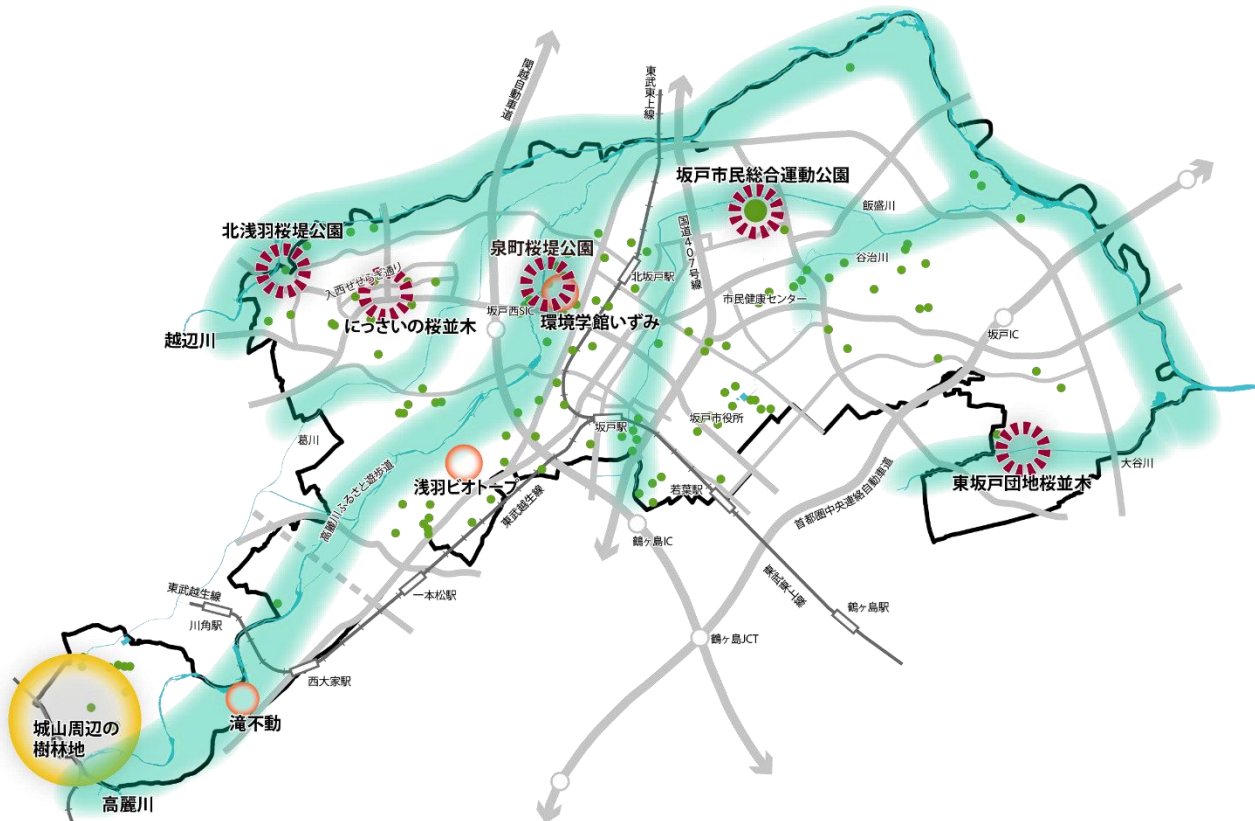 関越自動車道
東武東上線
坂戸市民総合運動公園
北浅羽桜堤公園
泉町桜堤公園
飯盛川
国道407号線
谷治川
入西せせらぎ通り
北坂戸駅
市民健康センター
坂戸西SIC
環境学館いずみ
にっさいの桜並木
越辺川
坂戸IC
坂戸駅
坂戸市役所
葛川
浅羽ビオトープ
高麗川ふるさと遊歩道
東武越生線
若葉駅
首都圏中央連絡自動車道
大谷川
東坂戸団地桜並木
鶴ヶ島IC
東武東上線
一本松駅
東武越生線
川角駅
鶴ヶ島駅
鶴ヶ島JCT
西大家駅
滝不動
城山周辺の
樹林地
高麗川